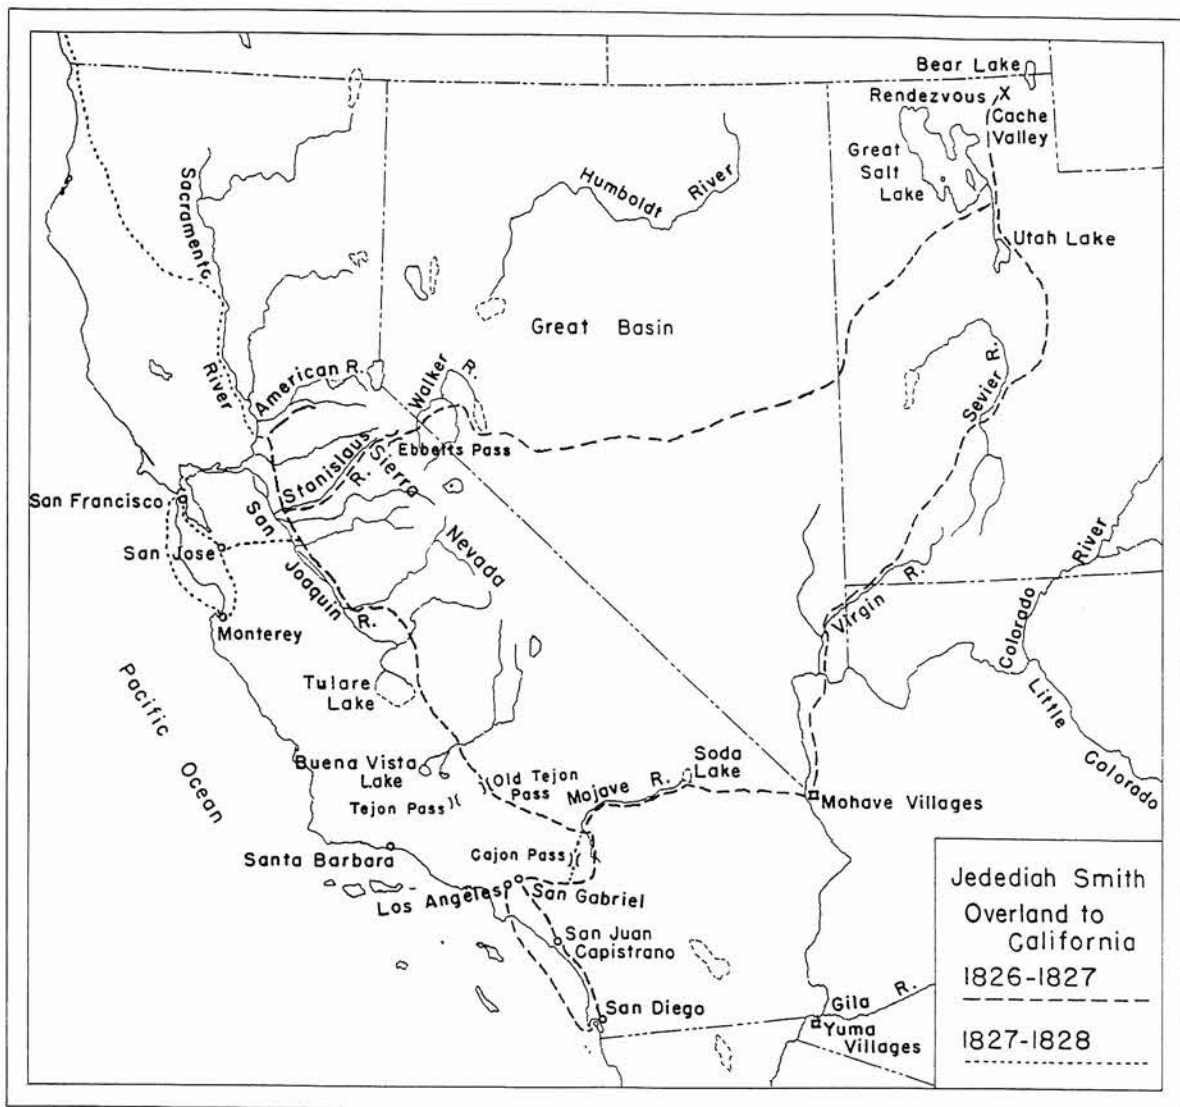 Bear Lake
Rendezvous X
Cache
Valley
Great
Salt
Lake
Humboldt River
Sacramento
River
Utah Lake
Great Basin
American R.
Walker R.
Sevier R.
Ebbetts Pass
Stanislaus
R.
Sierra
Nevada
San Francisco
San
Joaquin
R.
San Jose
Monterey
Colorado
River
Virgin R.
Little
Colorado
Pacific
Ocean
Tulare
Lake
Buena Vista
Lake
Old Tejon
Pass
Tejon Pass
Mojave R.
Soda
Lake
Mohave Villages
Santa Barbara
Cajon Pass
Los Angeles
San Gabriel
San Juan
Capistrano
San Diego
Gila R.
Yuma
Villages
Jedediah Smith
Overland to
California
1826-1827
1827-1828